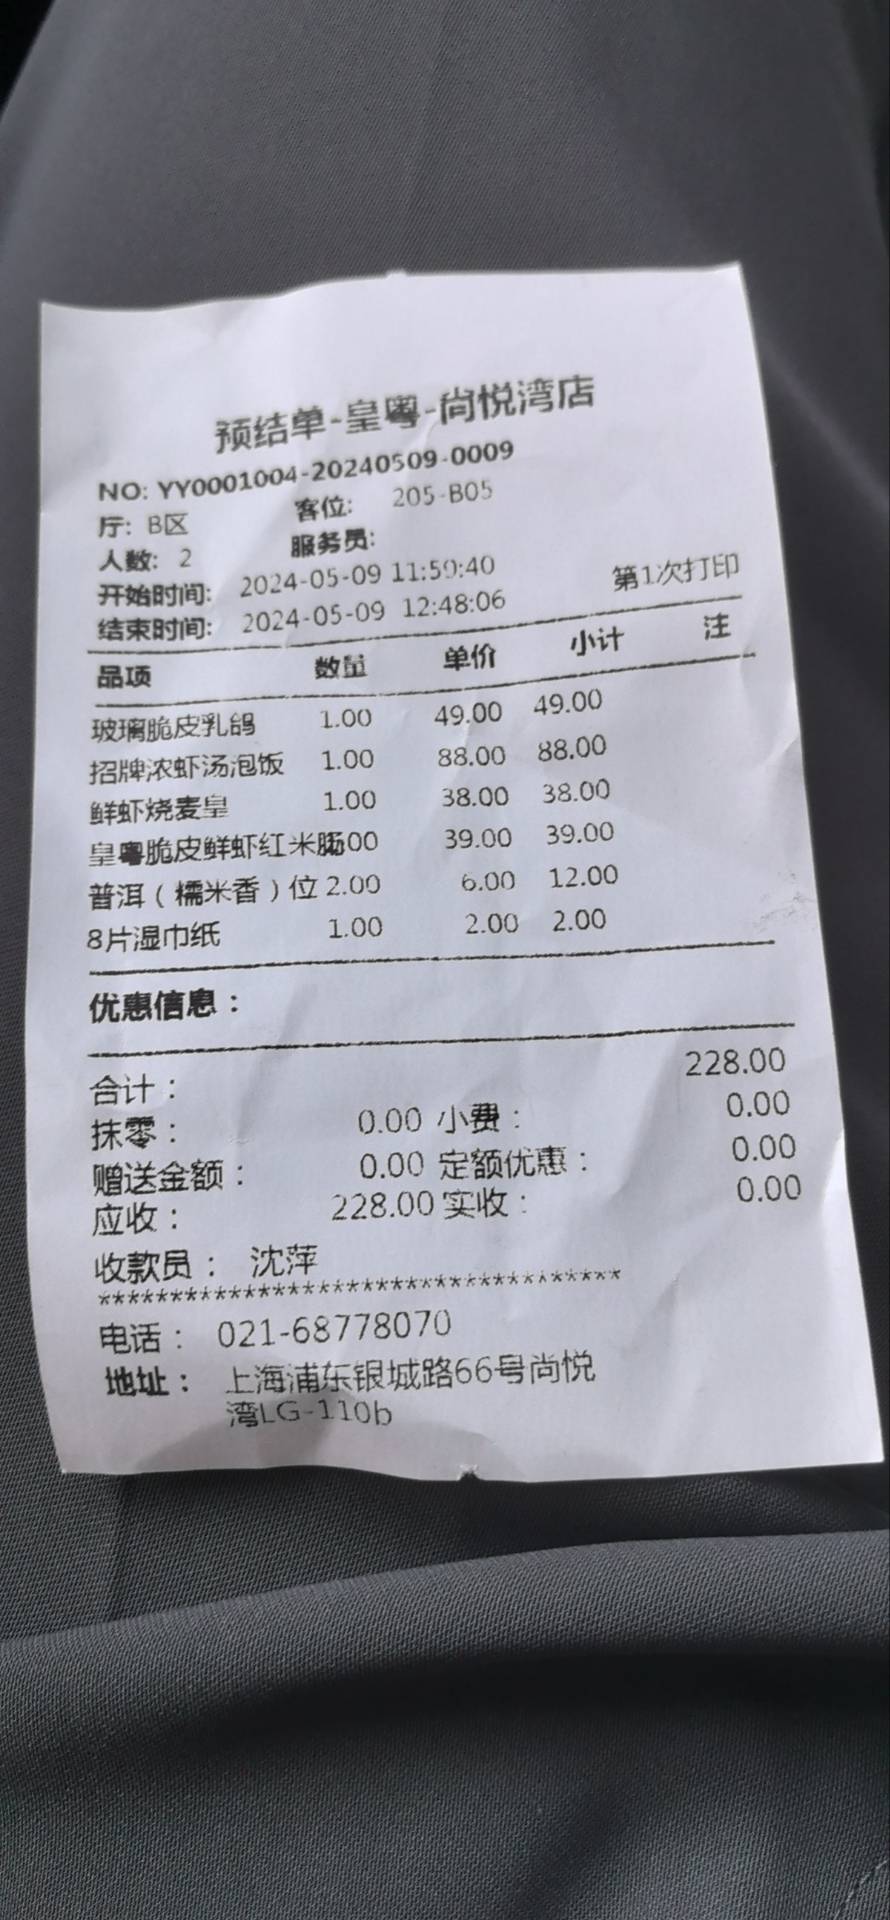 预结单-皇粤-尚悦湾店
NO: YY0001004-20240509-0009
厅: B区 客位: 205-B05
人数: 2 服务员:
开始时间: 2024-05-09 11:50:40
结束时间: 2024-05-09 12:48:06 第1次打印
品项 数量 单价 小计 注
玻璃脆皮乳鸽 1.00 49.00 49.00
招牌浓虾汤泡饭 1.00 88.00 88.00
鲜虾烧麦皇 1.00 38.00 38.00
皇粤脆皮鲜虾红米肠 1.00 39.00 39.00
普洱(糯米香)位 2.00 6.00 12.00
8片湿巾纸 1.00 2.00 2.00
优惠信息:
合计: 228.00
抹零: 0.00 小费: 0.00
赠送金额: 0.00 定额优惠: 0.00
应收: 228.00 实收: 0.00
收款员: 沈萍
************************************
电话: 021-68778070
地址: 上海浦东银城路66号尚悦
湾LG-110b